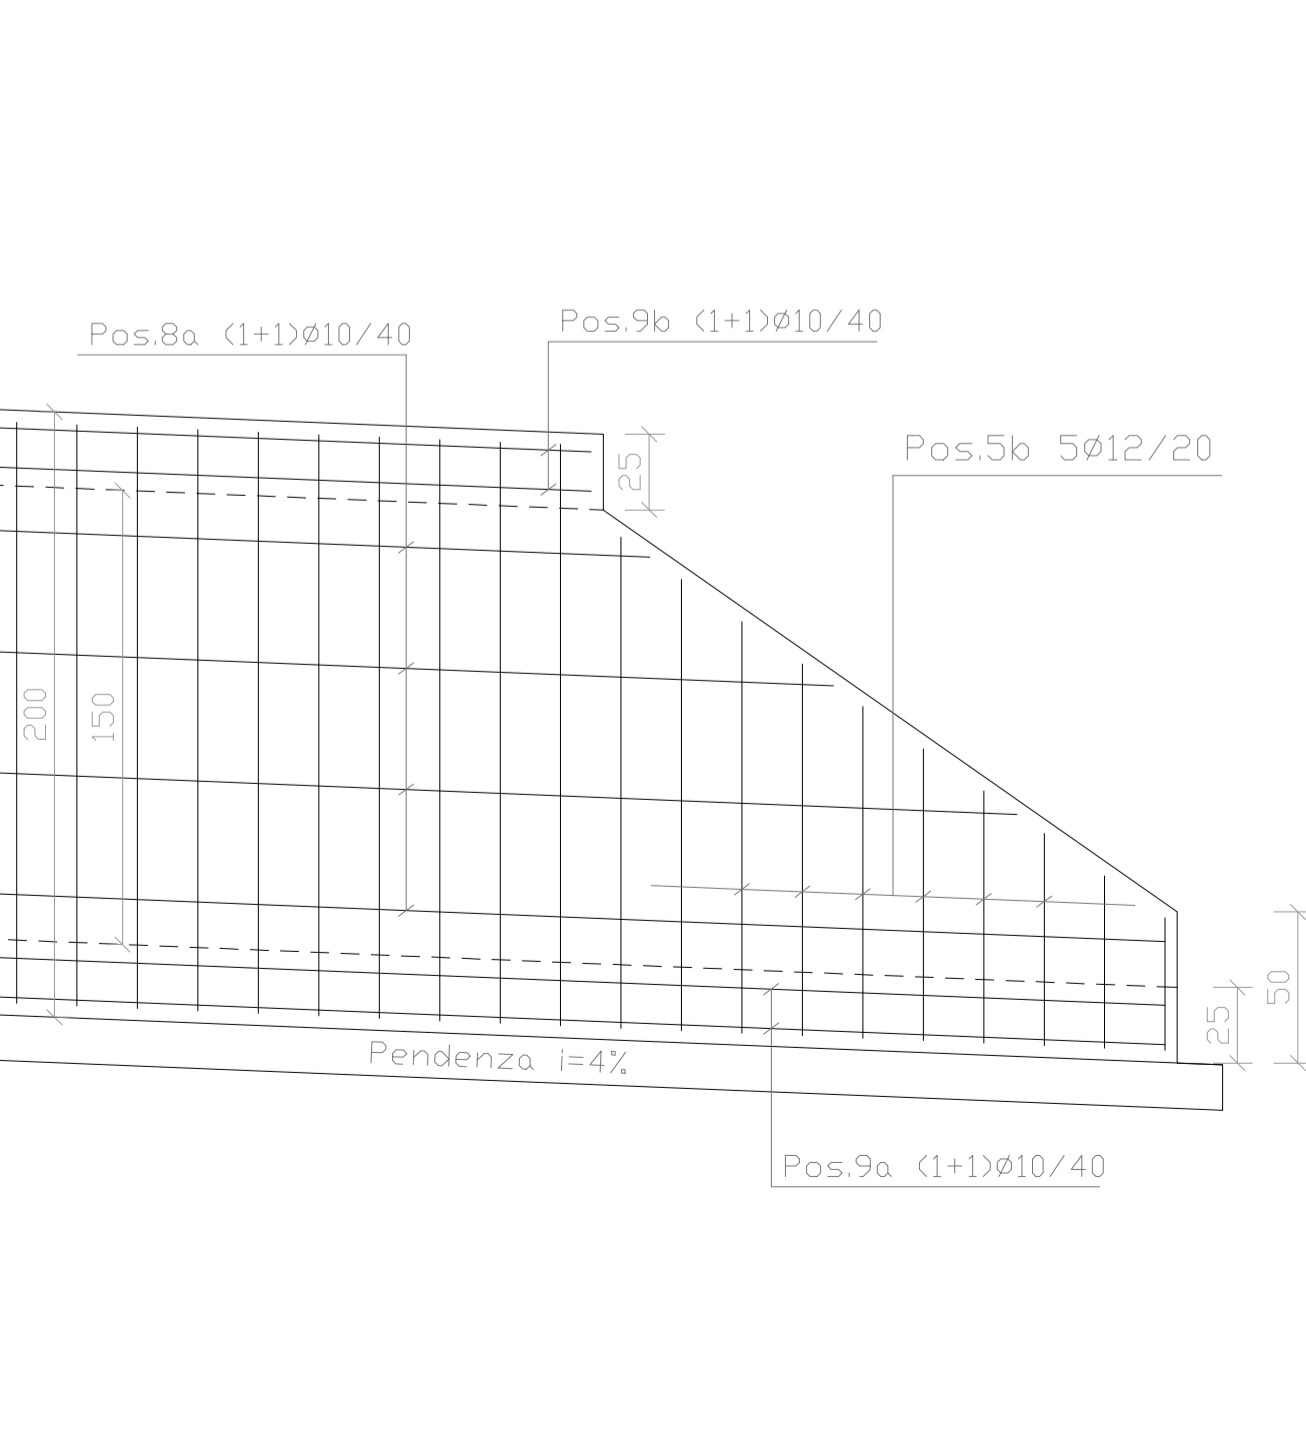 Pos.9b (1+1)Ø10/40
Pos.8a (1+1)Ø10/40
Pos.5b 5Ø12/20
25
200
150
50
25
Pendenza i=4%
Pos.9a (1+1)Ø10/40